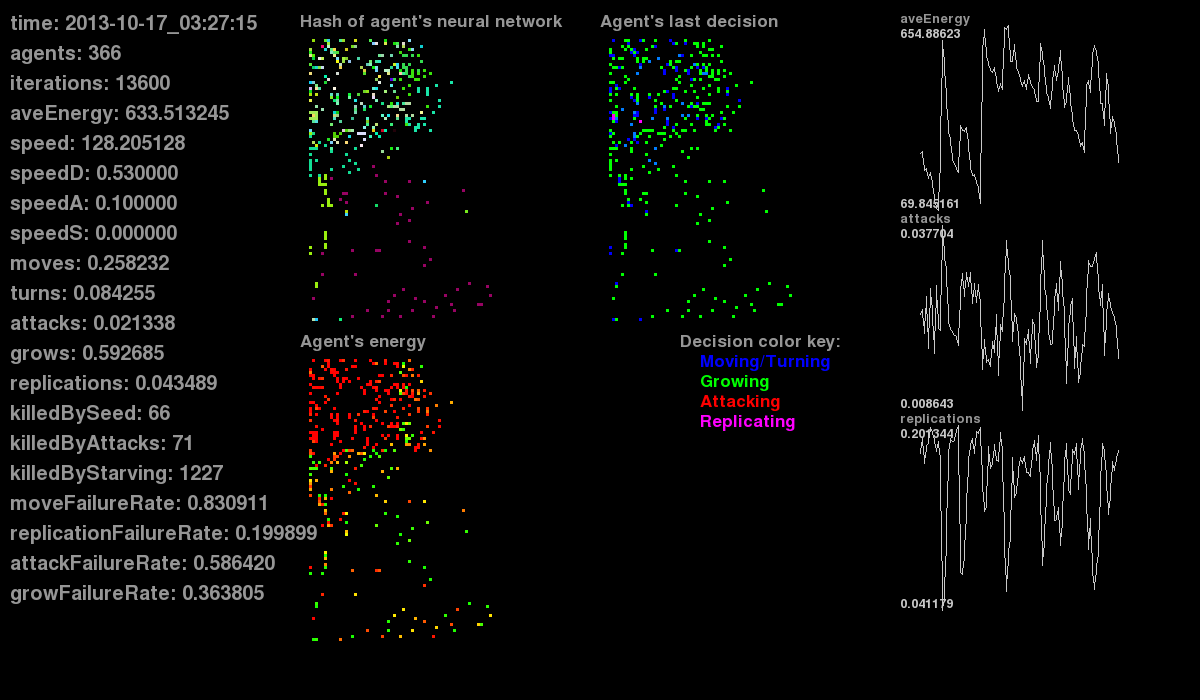 time: 2013-10-17_03:27:15
agents: 366
iterations: 13600
aveEnergy: 633.513245
speed: 128.205128
speedD: 0.530000
speedA: 0.100000
speedS: 0.000000
moves: 0.258232
turns: 0.084255
attacks: 0.021338
grows: 0.592685
replications: 0.043489
killedBySeed: 66
killedByAttacks: 71
killedByStarving: 1227
moveFailureRate: 0.830911
replicationFailureRate: 0.199899
attackFailureRate: 0.586420
growFailureRate: 0.363805
Hash of agent's neural network
Agent's last decision
Agent's energy
Decision color key:
Moving/Turning
Growing
Attacking
Replicating
aveEnergy
654.88623
69.845161
attacks
0.037704
0.008643
replications
0.201344
0.041179